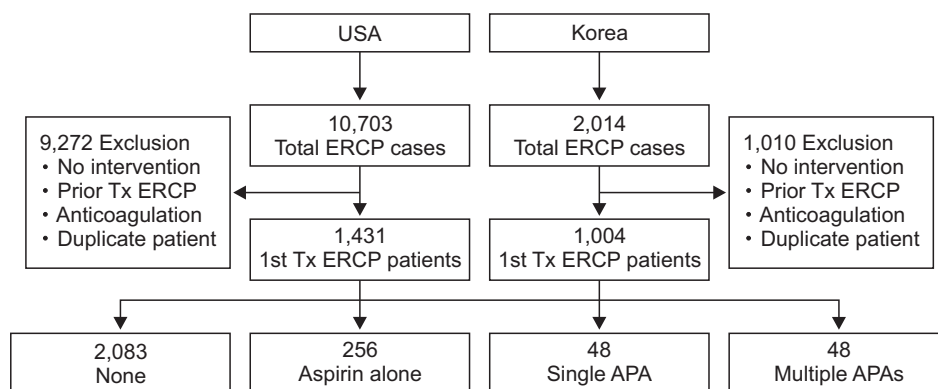 USA
Korea
10,703
Total ERCP cases
2,014
Total ERCP cases
9,272 Exclusion
・No intervention
・Prior Tx ERCP
・Anticoagulation
・Duplicate patient
1,010 Exclusion
・No intervention
・Prior Tx ERCP
・Anticoagulation
・Duplicate patient
1,431
1st Tx ERCP patients
1,004
1st Tx ERCP patients
2,083
None
256
Aspirin alone
48
Single APA
48
Multiple APAs